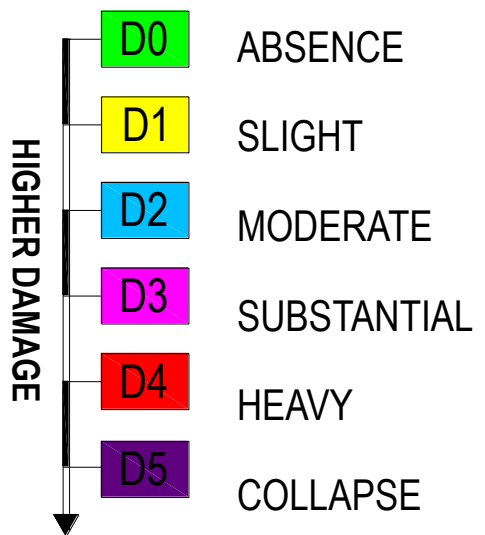 D0 ABSENCE
D1 SLIGHT
D2 MODERATE
D3 SUBSTANTIAL
D4 HEAVY
D5 COLLAPSE
HIGHER DAMAGE